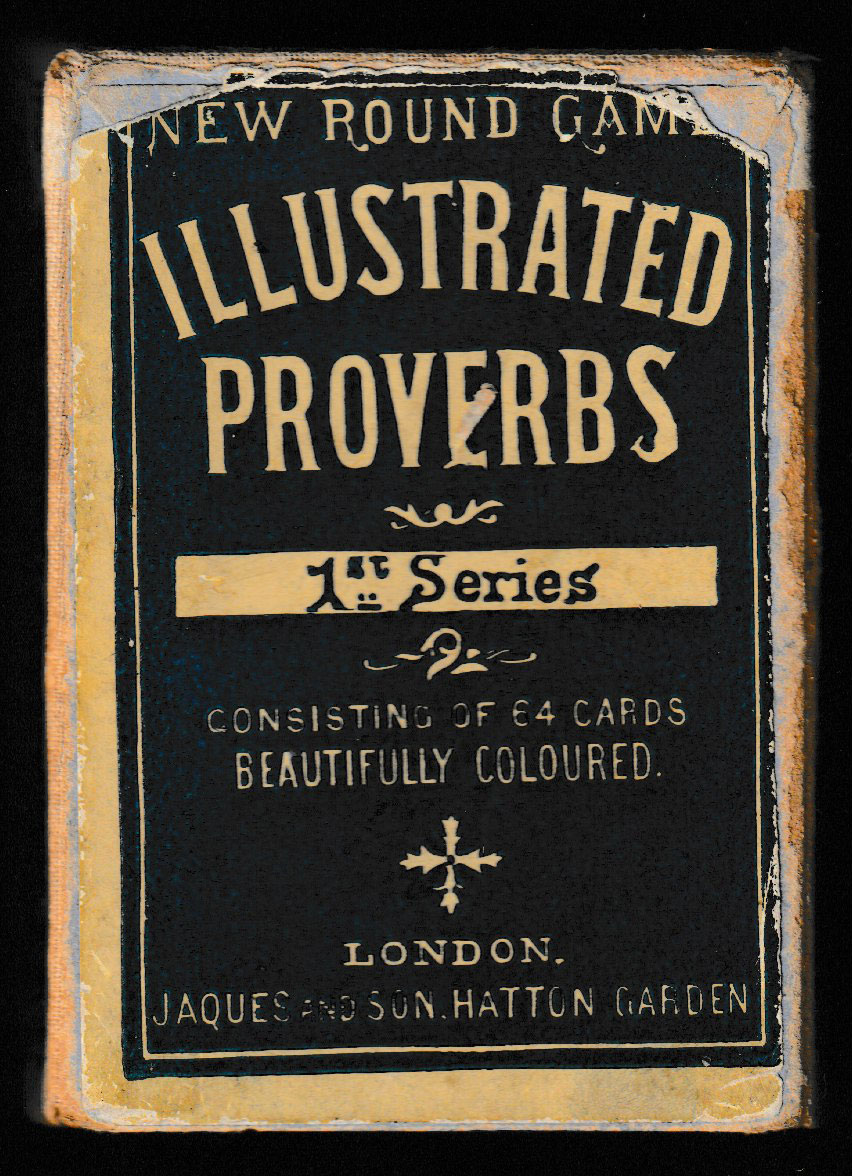 NEW ROUND GAME
ILLUSTRATED
PROVERBS
1st Series
CONSISTING OF 64 CARDS
BEAUTIFULLY COLOURED.
LONDON.
JAQUES AND SON. HATTON GARDEN